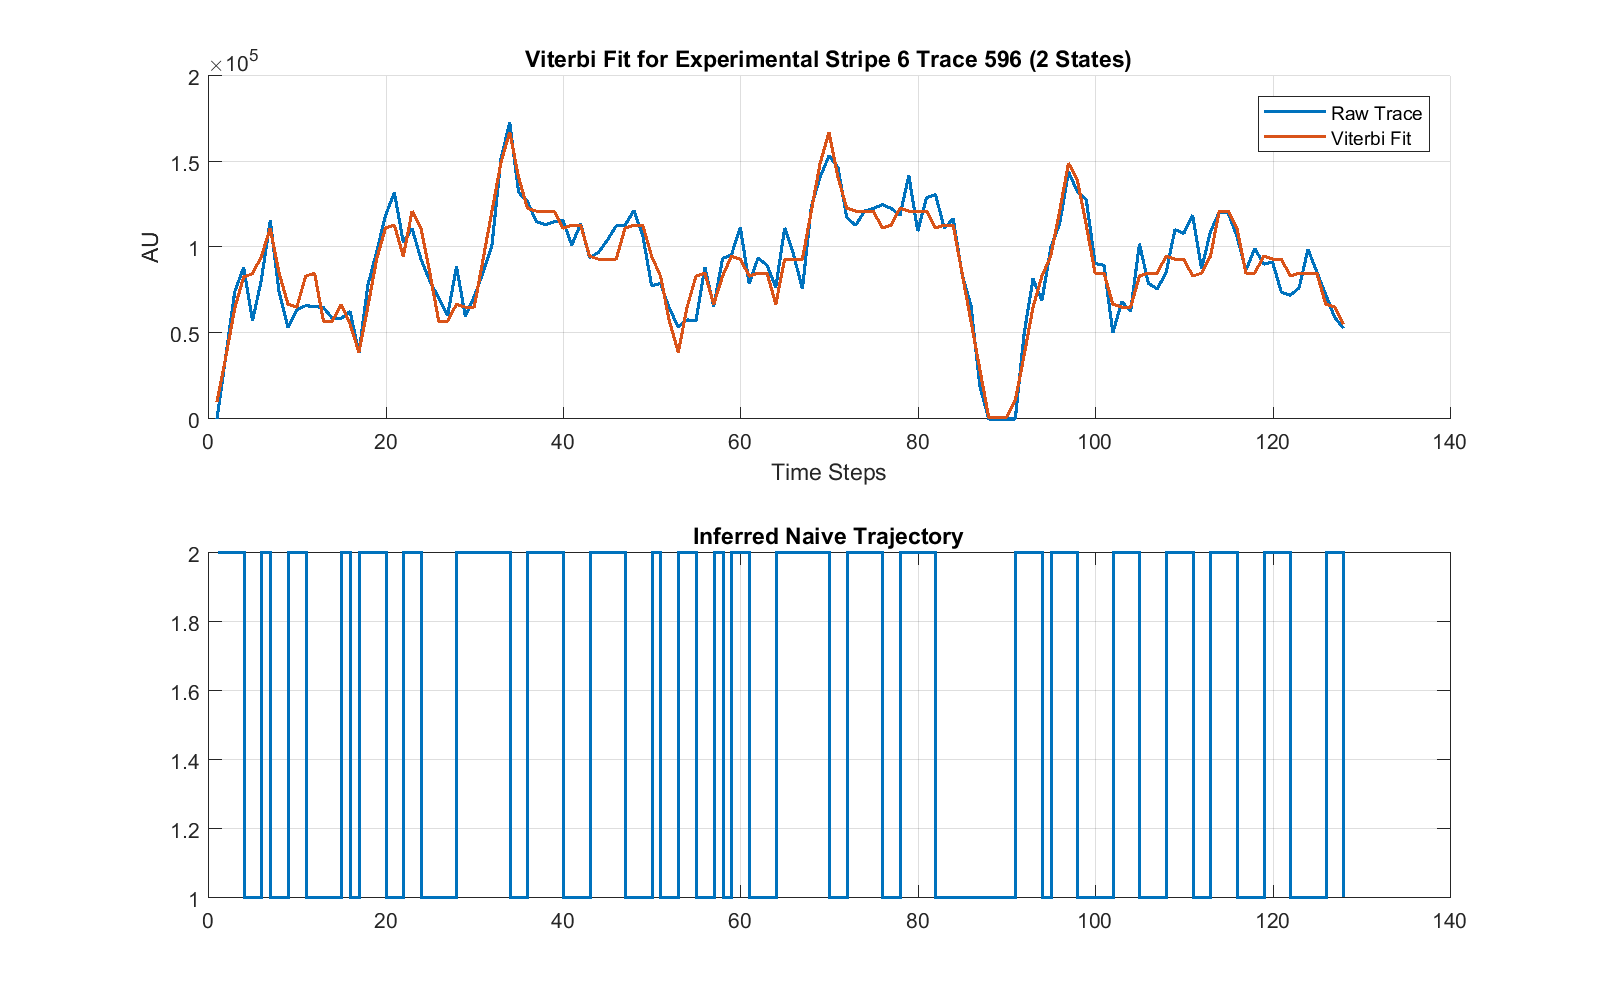 Viterbi Fit for Experimental Stripe 6 Trace 596 (2 States)
×10^5
2
1.5
1
0.5
0
AU
Raw Trace
Viterbi Fit
0 20 40 60 80 100 120 140
Time Steps
Inferred Naive Trajectory
2
1.8
1.6
1.4
1.2
1
0 20 40 60 80 100 120 140